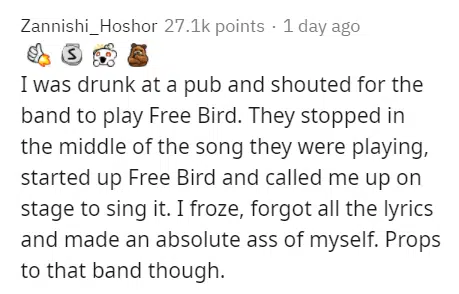 Zannishi_Hoshor 27.1k points · 1 day ago
S
I was drunk at a pub and shouted for the
band to play Free Bird. They stopped in
the middle of the song they were playing,
started up Free Bird and called me up on
stage to sing it. I froze, forgot all the lyrics
and made an absolute ass of myself. Props
to that band though.